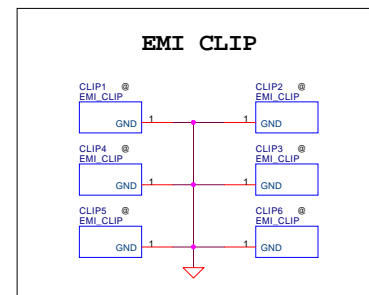 EMI CLIP
CLIP1 @ CLIP2 @
EMI_CLIP EMI_CLIP
GND 1 1 GND
CLIP4 @ CLIP3 @
EMI_CLIP EMI_CLIP
GND 1 1 GND
CLIP5 @ CLIP6 @
EMI_CLIP EMI_CLIP
GND 1 1 GND